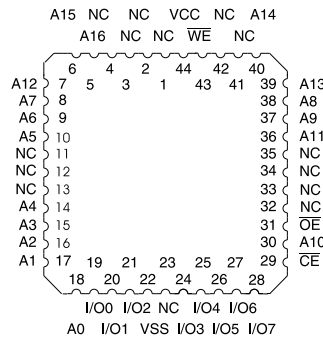 A15 NC NC VCC NC A14
A16 NC NC WE NC
6 4 2 44 42 40
5 3 1 43 41
A12 7 39 A13
A7 8 38 A8
A6 9 37 A9
A5 10 36 A11
NC 11 35 NC
NC 12 34 NC
NC 13 33 NC
A4 14 32 NC
A3 15 31 OE
A2 16 30 A10
A1 17 29 CE
19 21 23 25 27
18 20 22 24 26 28
I/O0 I/O2 NC I/O4 I/O6
A0 I/O1 VSS I/O3 I/O5 I/O7